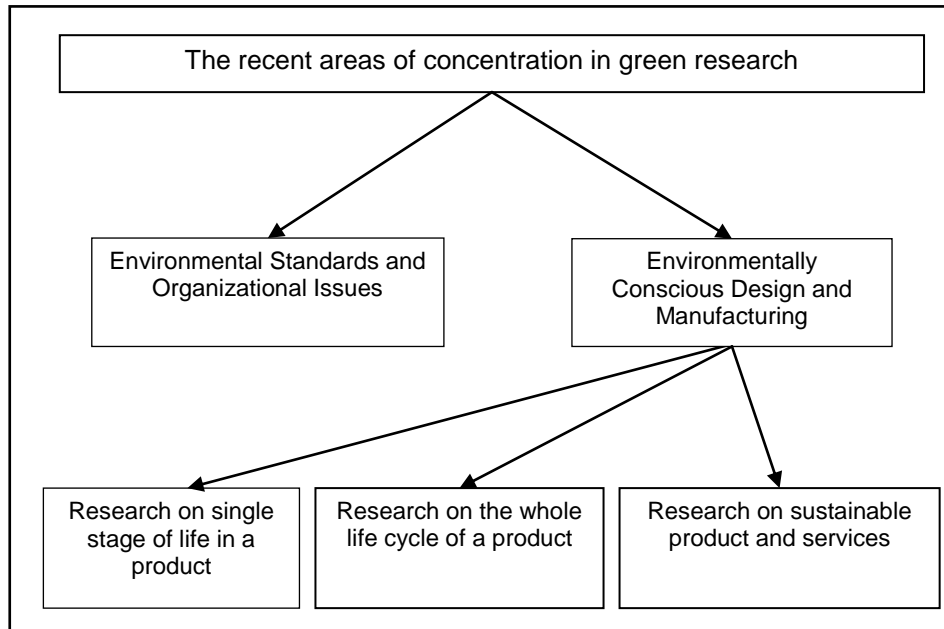 The recent areas of concentration in green research
Environmental Standards and
Organizational Issues
Environmentally
Conscious Design and
Manufacturing
Research on single
stage of life in a
product
Research on the whole
life cycle of a product
Research on sustainable
product and services